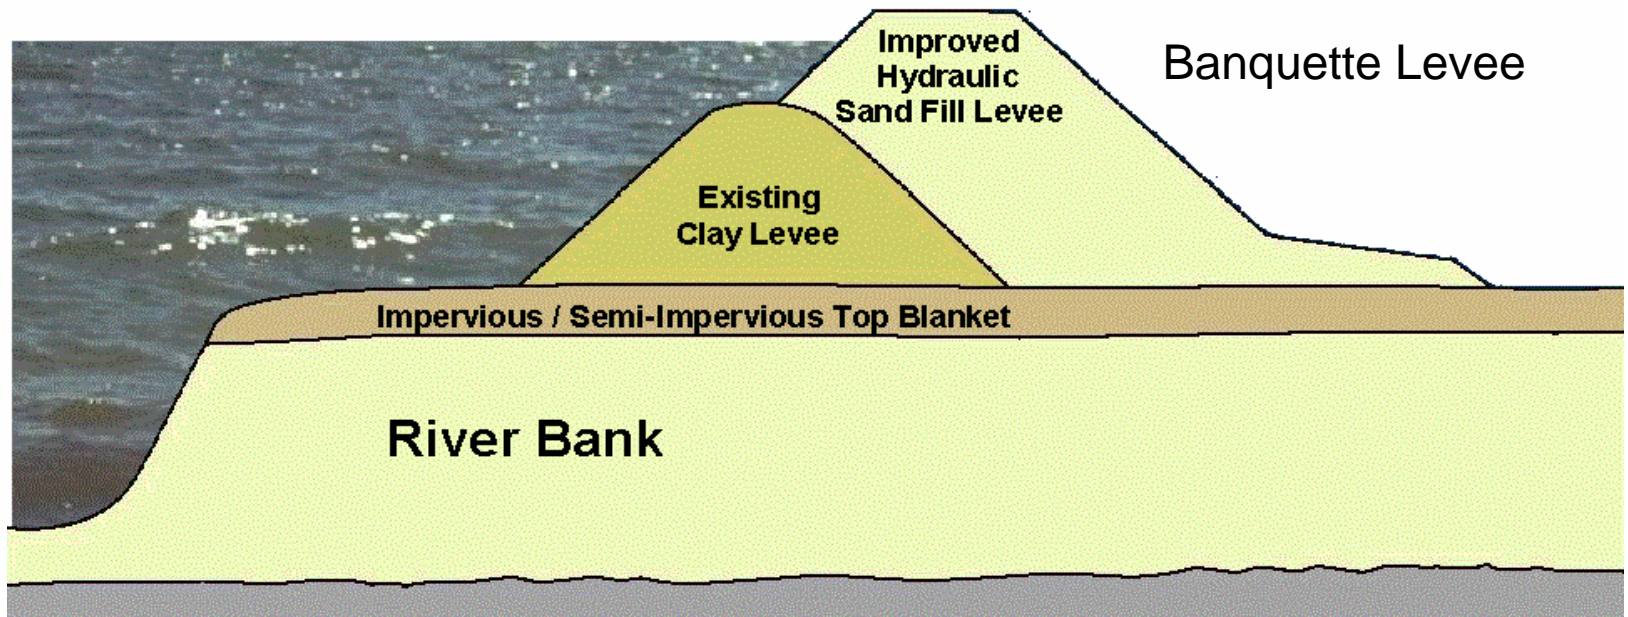 Banquette Levee
Improved
Hydraulic
Sand Fill Levee
Existing
Clay Levee
Impervious / Semi-Impervious Top Blanket
River Bank